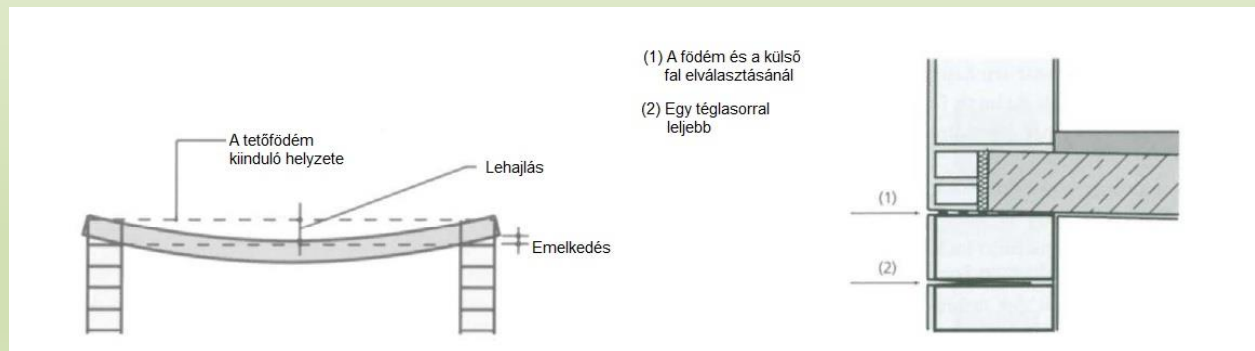 (1) A födém és a külső
fal elválasztásánál
(2) Egy téglasorral
leljebb
A tetőfödém
kiinduló helyzete
Lehajlás
Emelkedés
(1)
(2)